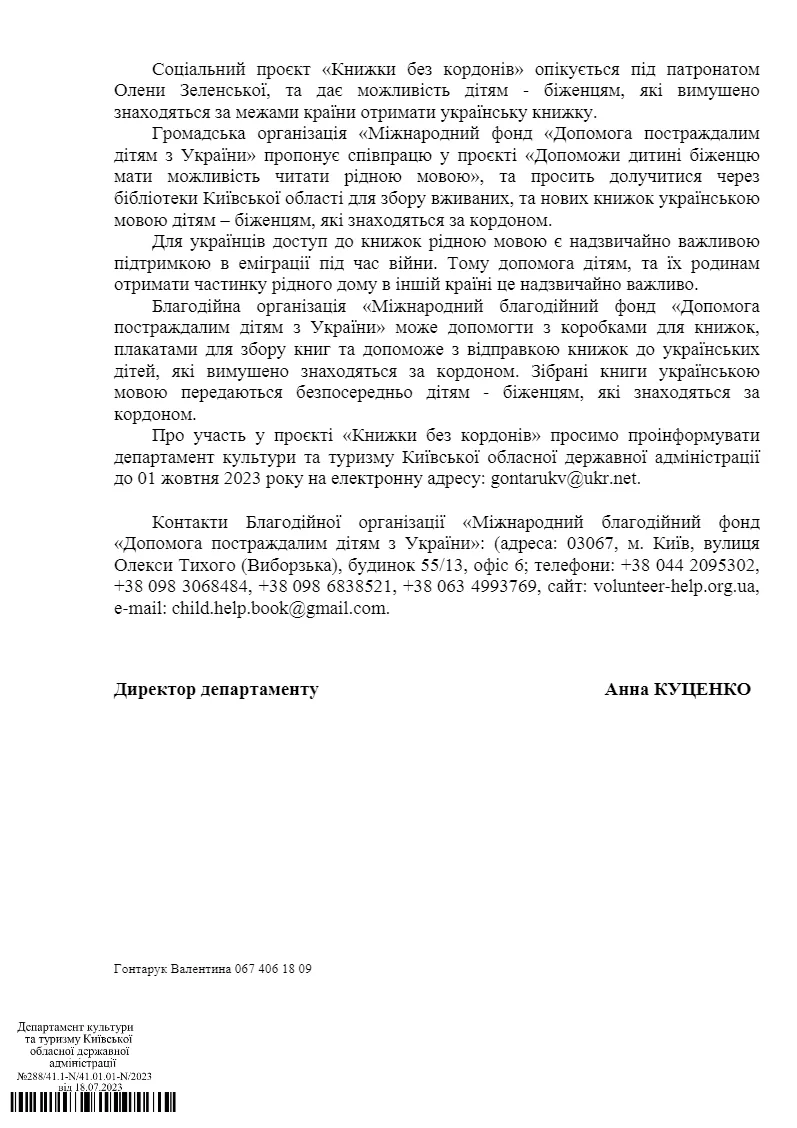 Соціальний проєкт «Книжки без кордонів» опікується під патронатом
Олени Зеленської, та дає можливість дітям - біженцям, які вимушено
знаходяться за межами країни отримати українську книжку.
Громадська організація «Міжнародний фонд «Допомога постраждалим
дітям з України» пропонує співпрацю у проєкті «Допоможи дитині біженцю
мати можливість читати рідною мовою», та просить долучитися через
бібліотеки Київської області для збору вживаних, та нових книжок українською
мовою дітям – біженцям, які знаходяться за кордоном.
Для українців доступ до книжок рідною мовою є надзвичайно важливою
підтримкою в еміграції під час війни. Тому допомога дітям, та їх родинам
отримати частинку рідного дому в іншій країні це надзвичайно важливо.
Благодійна організація «Міжнародний благодійний фонд «Допомога
постраждалим дітям з України» може допомогти з коробками для книжок,
плакатами для збору книг та допоможе з відправкою книжок до українських
дітей, які вимушено знаходяться за кордоном. Зібрані книги українською
мовою передаються безпосередньо дітям - біженцям, які знаходяться за
кордоном.
Про участь у проєкті «Книжки без кордонів» просимо проінформувати
департамент культури та туризму Київської обласної державної адміністрації
до 01 жовтня 2023 року на електронну адресу: gontarukv@ukr.net.
Контакти Благодійної організації «Міжнародний благодійний фонд
«Допомога постраждалим дітям з України»: (адреса: 03067, м. Київ, вулиця
Олекси Тихого (Виборзька), будинок 55/13, офіс 6; телефони: +38 044 2095302,
+38 098 3068484, +38 098 6838521, +38 063 4993769, сайт: volunteer-help.org.ua,
e-mail: child.help.book@gmail.com.
Директор департаменту Анна КУЦЕНКО
Гонтарук Валентина 067 406 18 09
Департамент культури
та туризму Київської
обласної державної
адміністрації
№288/41.1-N/41.01.01-N/2023
від 18.07.2023